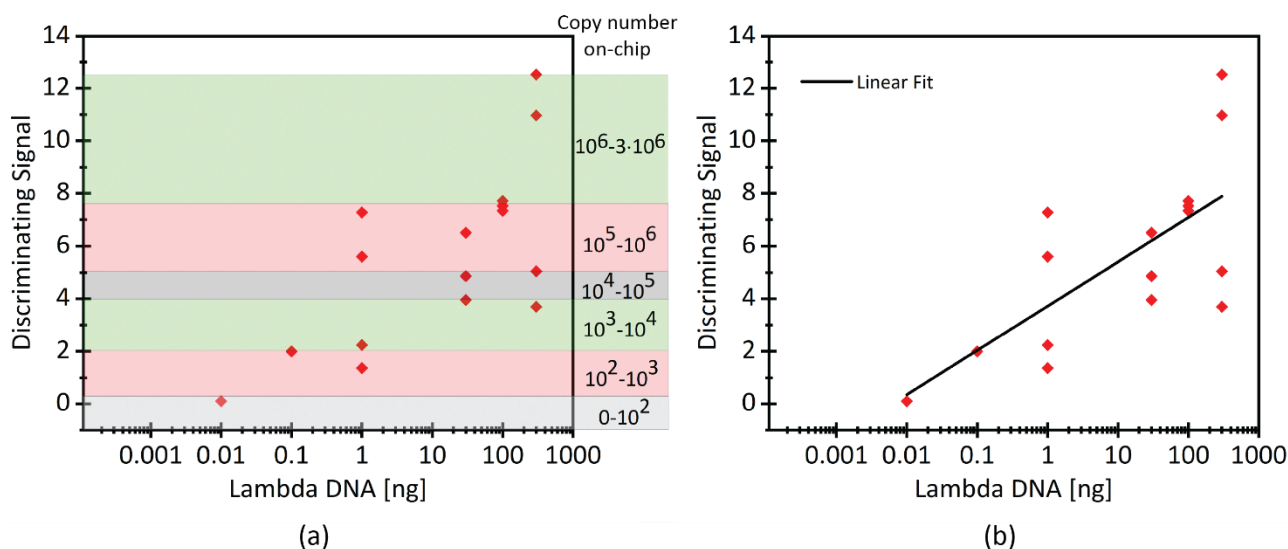 Copy number
on-chip
14
12
10
8
6
4
2
0
Discriminating Signal
10⁶-3·10⁶
10⁵-10⁶
10⁴-10⁵
10³-10⁴
10²-10³
0-10²
0.001 0.01 0.1 1 10 100 1000
Lambda DNA [ng]
(a)
14
12
10
8
6
4
2
0
Discriminating Signal
Linear Fit
0.001 0.01 0.1 1 10 100 1000
Lambda DNA [ng]
(b)